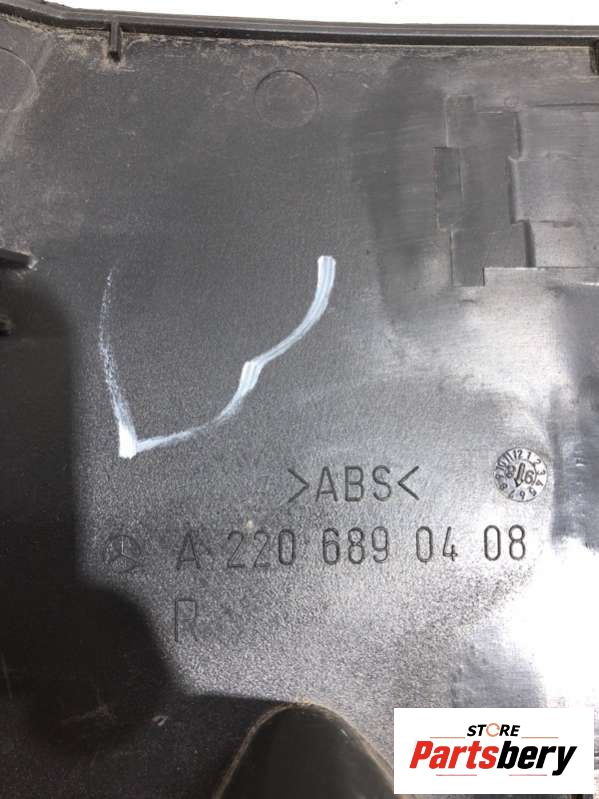 >ABS<
A 220 689 04 08
R
STORE
Partsbery